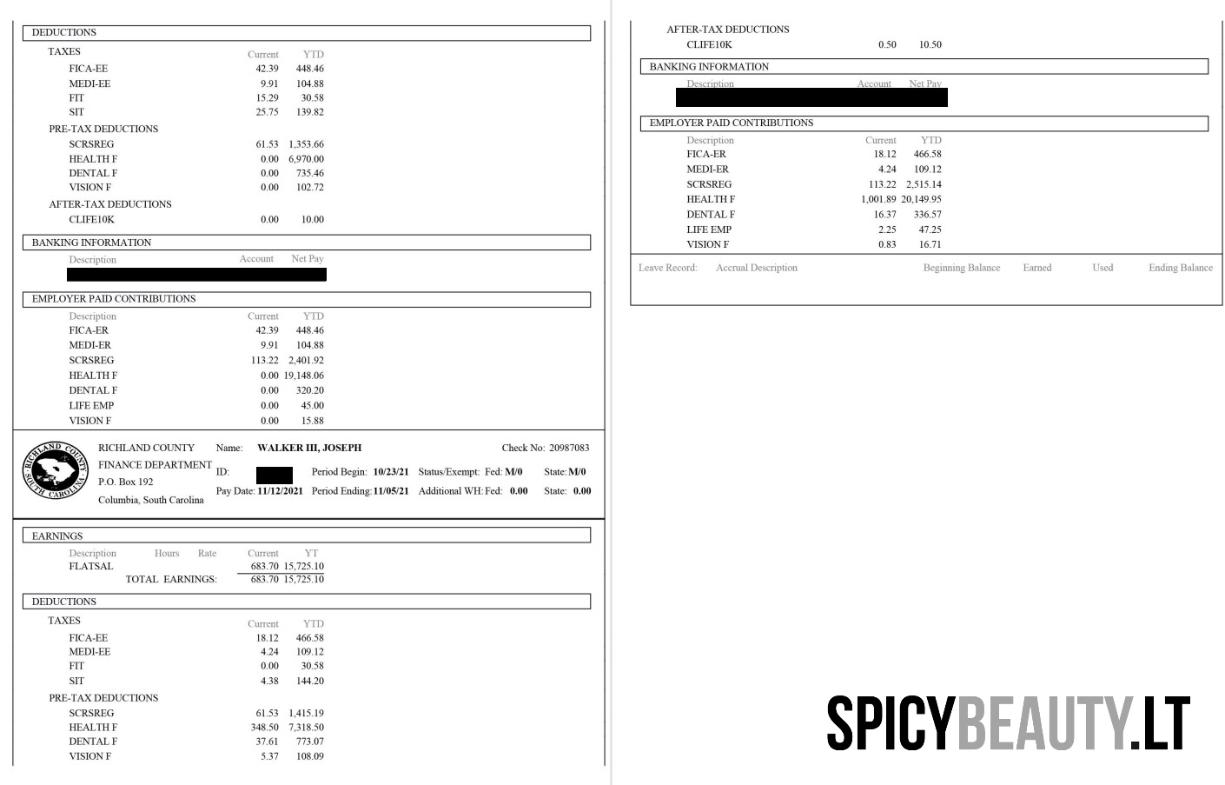 DEDUCTIONS
TAXES Current YTD
FICA-EE 42.39 448.46
MEDI-EE 9.91 104.88
FIT 15.29 30.58
SIT 25.75 139.82
PRE-TAX DEDUCTIONS
SCRSREG 61.53 1,353.66
HEALTH F 0.00 6,970.00
DENTAL F 0.00 735.46
VISION F 0.00 102.72
AFTER-TAX DEDUCTIONS
CLIFE10K 0.00 10.00
BANKING INFORMATION
Description Account Net Pay
EMPLOYER PAID CONTRIBUTIONS
Description Current YTD
FICA-ER 42.39 448.46
MEDI-ER 9.91 104.88
SCRSREG 113.22 2,401.92
HEALTH F 0.00 19,148.06
DENTAL F 0.00 320.20
LIFE EMP 0.00 45.00
VISION F 0.00 15.88
RICHLAND COUNTY SOUTH CAROLINA
RICHLAND COUNTY Name: WALKER III, JOSEPH Check No: 20987083
FINANCE DEPARTMENT ID: Period Begin: 10/23/21 Status/Exempt: Fed: M/0 State: M/0
P.O. Box 192
Pay Date: 11/12/2021 Period Ending: 11/05/21 Additional WH: Fed: 0.00 State: 0.00
Columbia, South Carolina
EARNINGS
Description Hours Rate Current YT
FLATSAL 683.70 15,725.10
TOTAL EARNINGS: 683.70 15,725.10
DEDUCTIONS
TAXES Current YTD
FICA-EE 18.12 466.58
MEDI-EE 4.24 109.12
FIT 0.00 30.58
SIT 4.38 144.20
PRE-TAX DEDUCTIONS
SCRSREG 61.53 1,415.19
HEALTH F 348.50 7,318.50
DENTAL F 37.61 773.07
VISION F 5.37 108.09
AFTER-TAX DEDUCTIONS
CLIFE10K 0.50 10.50
BANKING INFORMATION
Description Account Net Pay
EMPLOYER PAID CONTRIBUTIONS
Description Current YTD
FICA-ER 18.12 466.58
MEDI-ER 4.24 109.12
SCRSREG 113.22 2,515.14
HEALTH F 1,001.89 20,149.95
DENTAL F 16.37 336.57
LIFE EMP 2.25 47.25
VISION F 0.83 16.71
Leave Record: Accrual Description Beginning Balance Earned Used Ending Balance
SPICYBEAUTY.LT